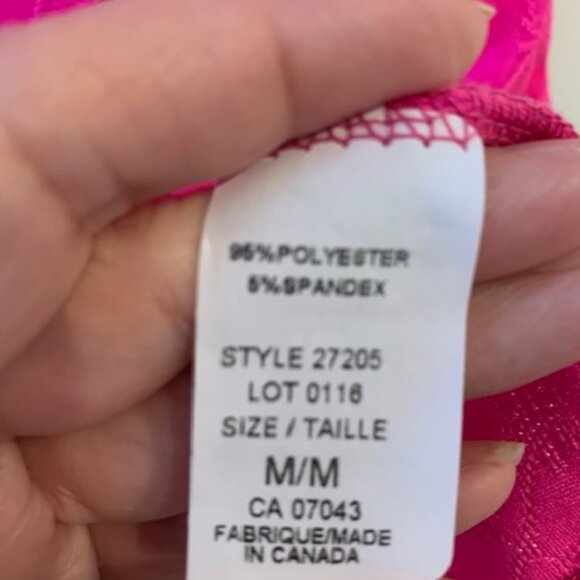 95%POLYESTER
5%SPANDEX
STYLE 27205
LOT 0116
SIZE / TAILLE
M/M
CA 07043
FABRIQUE/MADE
IN CANADA